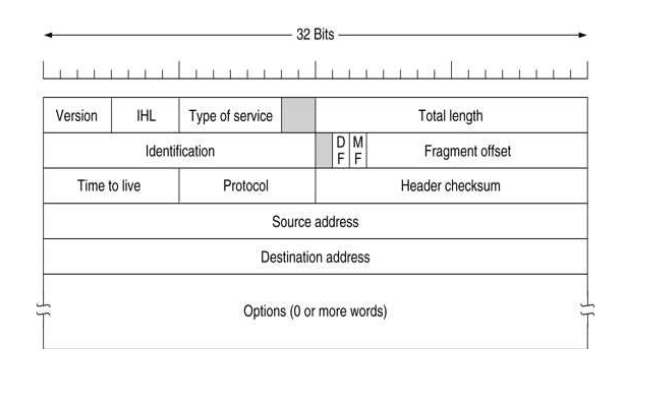 32 Bits
Version IHL Type of service Total length
Identification D M Fragment offset
F F
Time to live Protocol Header checksum
Source address
Destination address
Options (0 or more words)